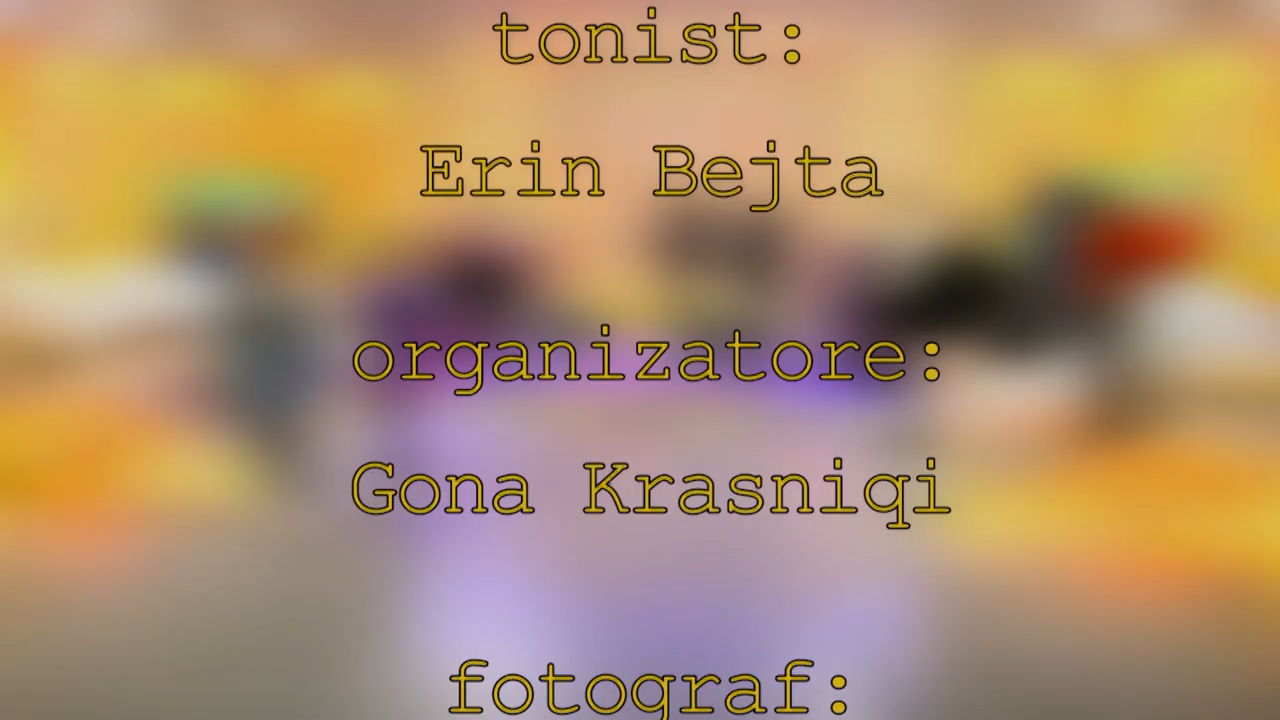 tonist:
Erin Bejta
organizatore:
Gona Krasniqi
fotograf: